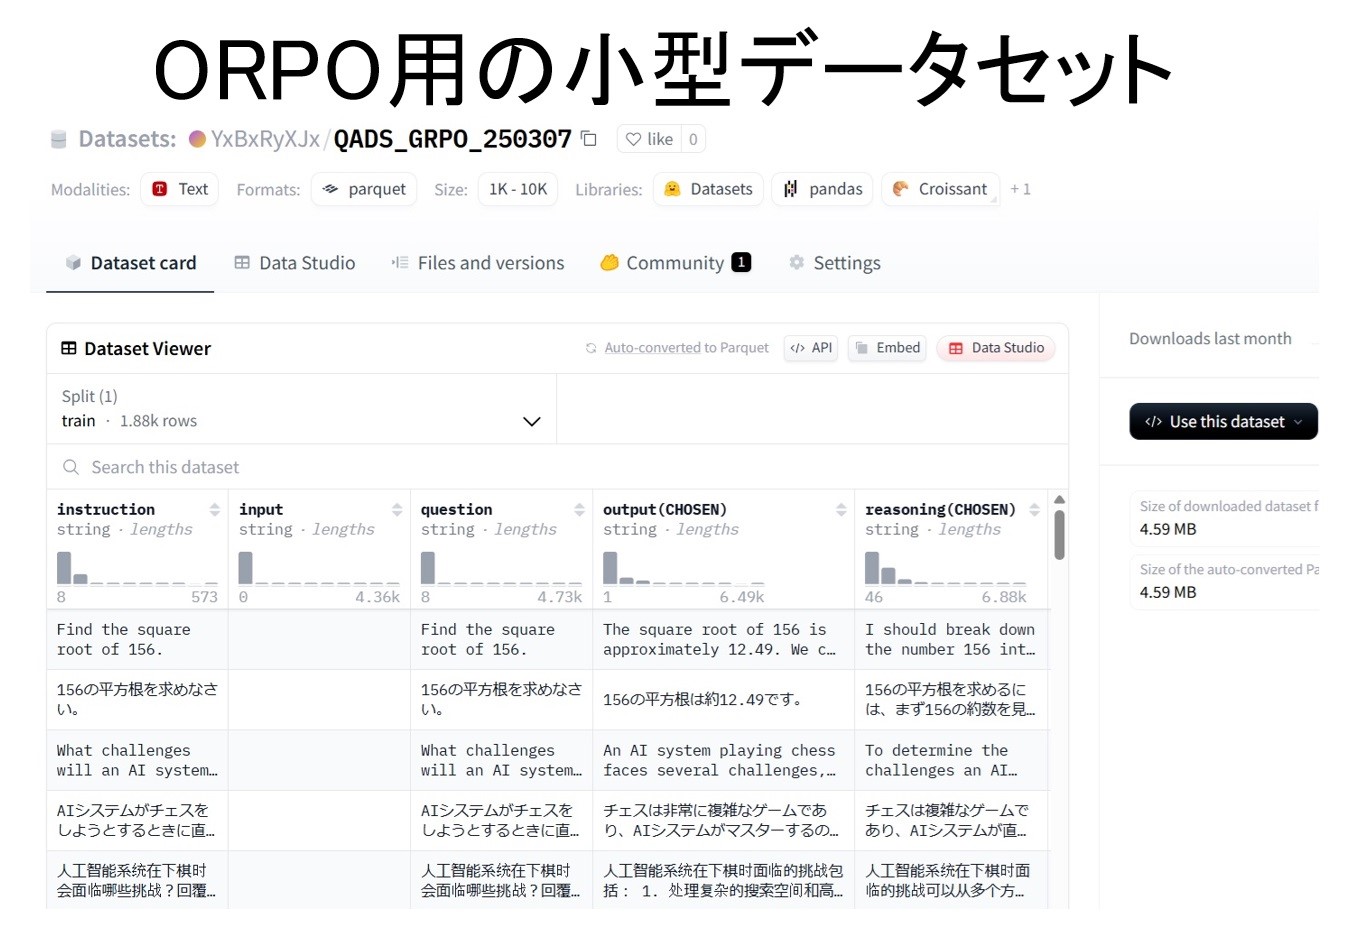 ORPO用の小型データセット
Datasets: YxBxRyXJx/QADS_GRPO_250307 like 0
Modalities: Text Formats: parquet Size: 1K - 10K Libraries: Datasets pandas Croissant + 1
Dataset card Data Studio Files and versions Community 1 Settings
Dataset Viewer Auto-converted to Parquet API Embed Data Studio
Downloads last month
Split (1)
train · 1.88k rows
Use this dataset
Search this dataset
Size of downloaded dataset f
4.59 MB
Size of the auto-converted Pa
4.59 MB
instruction input question output(CHOSEN) reasoning(CHOSEN)
string · lengths string · lengths string · lengths string · lengths string · lengths
8 573 0 4.36k 8 4.73k 1 6.49k 46 6.88k
Find the square root of 156.
Find the square root of 156.
The square root of 156 is approximately 12.49. We c…
I should break down the number 156 int…
156の平方根を求めなさい。
156の平方根を求めなさい。
156の平方根は約12.49です。
156の平方根を求めるには、まず156の約数を見…
What challenges will an AI system…
What challenges will an AI system…
An AI system playing chess faces several challenges,…
To determine the challenges an AI…
AIシステムがチェスをしようとするときに直…
AIシステムがチェスをしようとするときに直…
チェスは非常に複雑なゲームであり、AIシステムがマスターするの…
チェスは複雑なゲームであり、AIシステムが直…
人工智能系统在下棋时会面临哪些挑战？回覆…
人工智能系统在下棋时会面临哪些挑战？回覆…
人工智能系统在下棋时面临的挑战包括： 1. 处理复杂的搜索空间和高…
人工智能系统在下棋时面临的挑战可以从多个方…